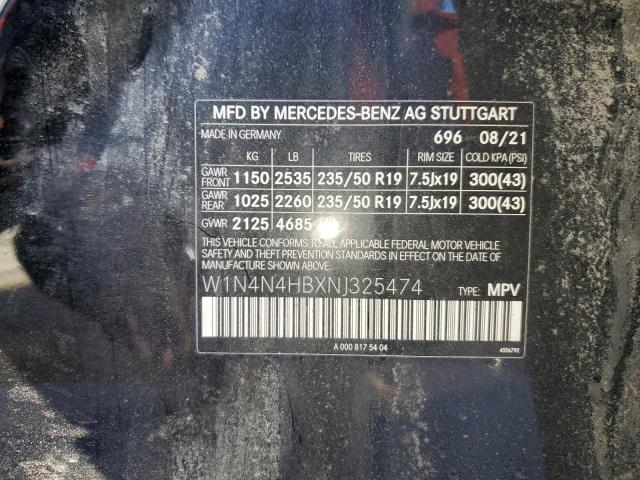 MFD BY MERCEDES-BENZ AG STUTTGART
MADE IN GERMANY 696 08/21
KG LB TIRES RIM SIZE COLD KPA(PSI)
GAWR FRONT 1150 2535 235/50 R19 7.5Jx19 300(43)
GAWR REAR 1025 2260 235/50 R19 7.5Jx19 300(43)
GVWR 2125 4685
THIS VEHICLE CONFORMS TO ALL APPLICABLE FEDERAL MOTOR VEHICLE
SAFETY AND THEFT PREVENTION STANDARDS IN EFFECT ON THE DATE OF
MANUFACTURE SHOWN ABOVE.
W1N4N4HBXNJ325474 TYPE: MPV
A 000 817 54 04 4556792